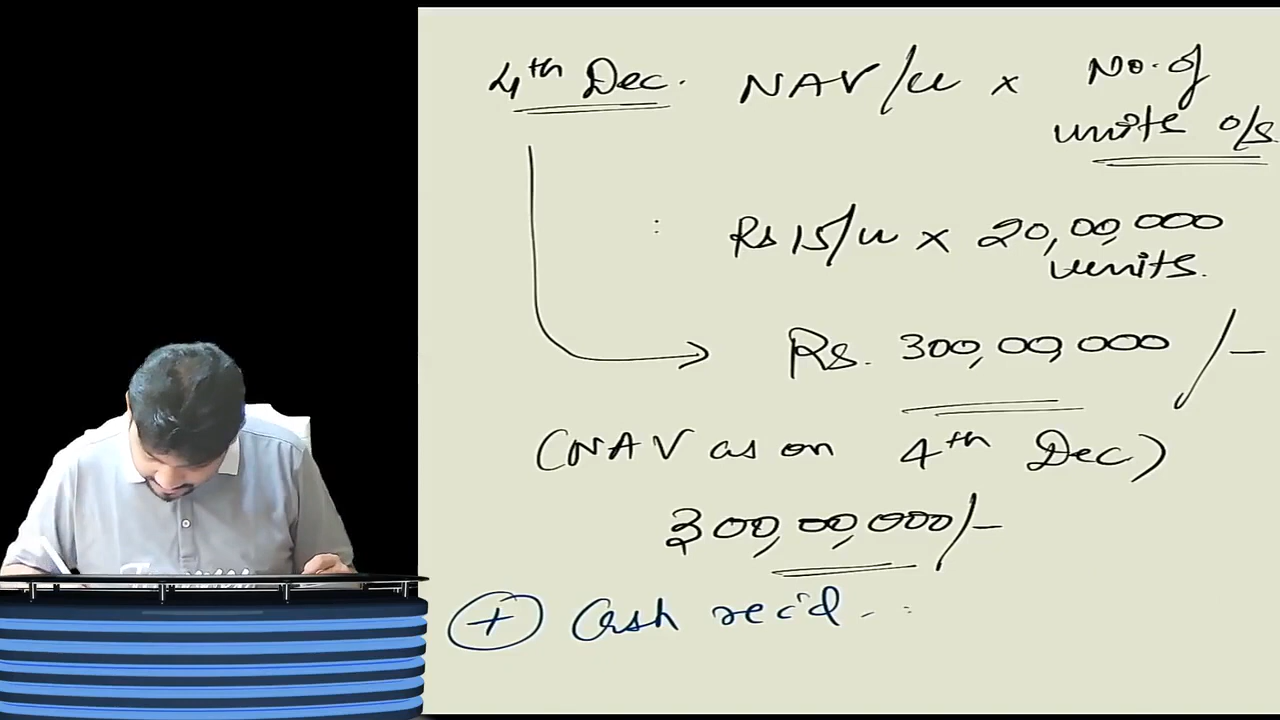 4th Dec. NAV/u × No. of
units o/s.
: Rs 15/u × 20,00,000
units.
Rs. 300,00,000/-
(NAV as on 4th Dec)
300,00,000/-
+ Cash rec'd.